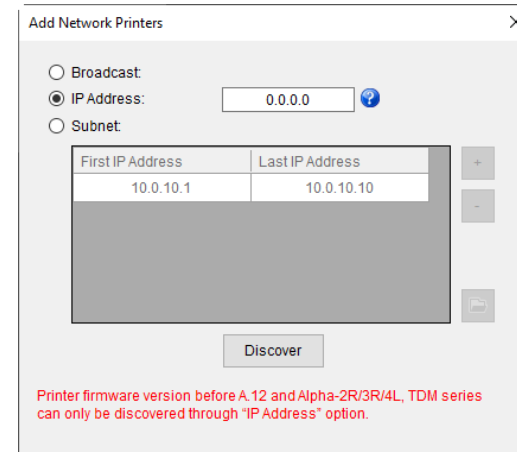 Add Network Printers
Broadcast:
IP Address: 0.0.0.0 ?
Subnet:
First IP Address Last IP Address
10.0.10.1 10.0.10.10
+
-
Discover
Printer firmware version before A.12 and Alpha-2R/3R/4L, TDM series
can only be discovered through "IP Address" option.